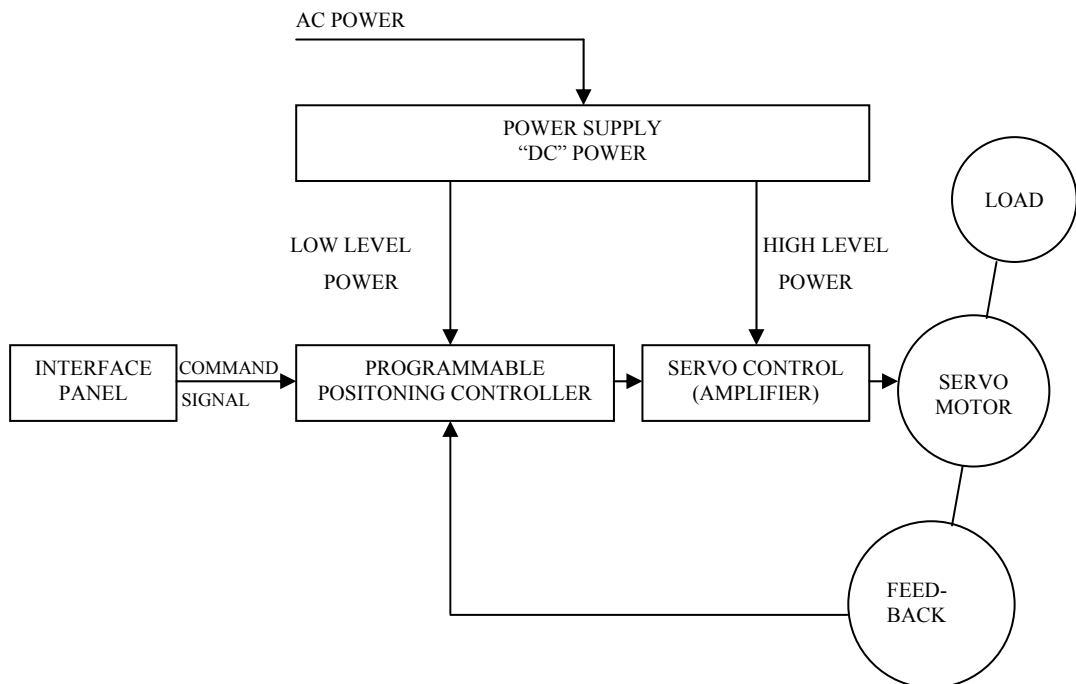 AC POWER
POWER SUPPLY
“DC” POWER
LOAD
LOW LEVEL
POWER
HIGH LEVEL
POWER
INTERFACE
PANEL
COMMAND
SIGNAL
PROGRAMMABLE
POSITONING CONTROLLER
SERVO CONTROL
(AMPLIFIER)
SERVO
MOTOR
FEED-
BACK